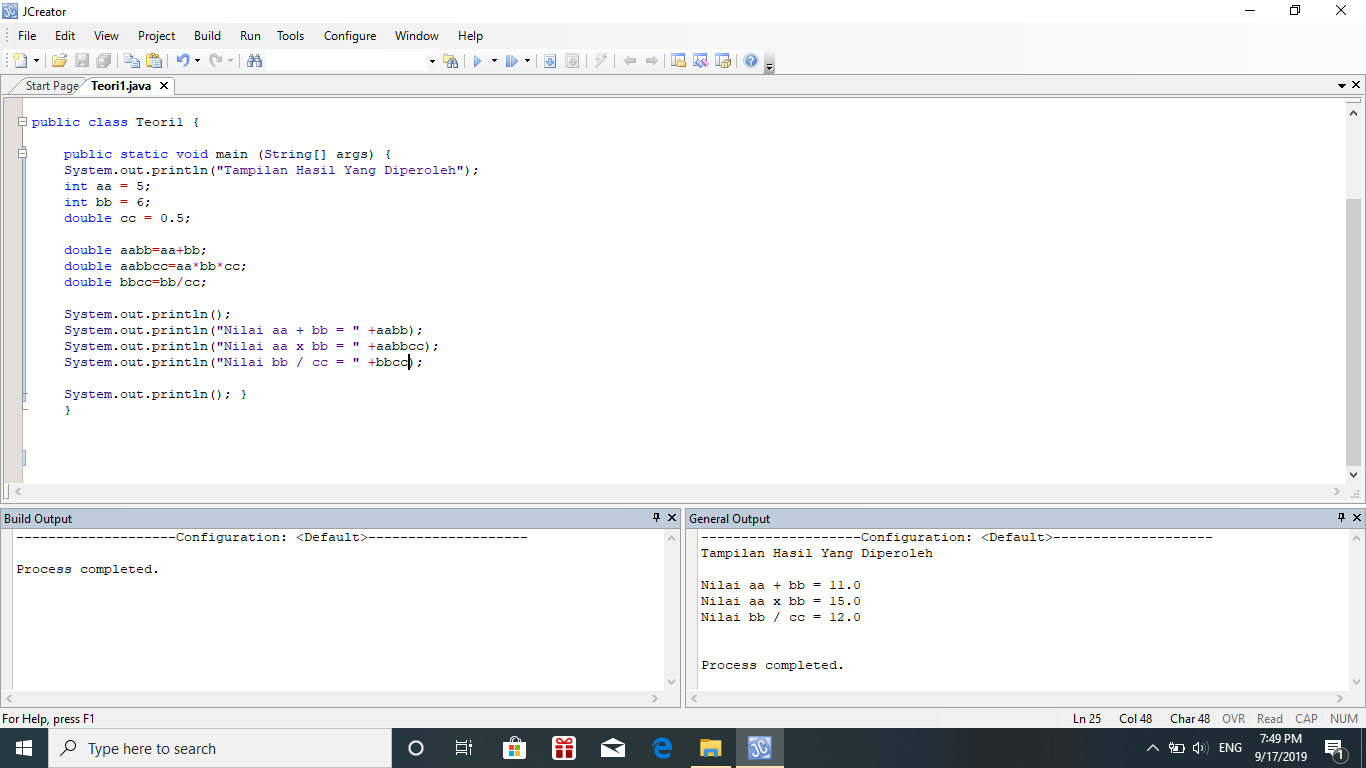 JCreator
File Edit View Project Build Run Tools Configure Window Help
Start Page Teori1.java
public class Teori1 {
public static void main (String[] args) {
System.out.println("Tampilan Hasil Yang Diperoleh");
int aa = 5;
int bb = 6;
double cc = 0.5;
double aabb=aa+bb;
double aabbcc=aa*bb*cc;
double bbcc=bb/cc;
System.out.println();
System.out.println("Nilai aa + bb = " +aabb);
System.out.println("Nilai aa x bb = " +aabbcc);
System.out.println("Nilai bb / cc = " +bbcc);
System.out.println(); }
}
Build Output
--------------------Configuration: <Default>--------------------
Process completed.
General Output
--------------------Configuration: <Default>--------------------
Tampilan Hasil Yang Diperoleh
Nilai aa + bb = 11.0
Nilai aa x bb = 15.0
Nilai bb / cc = 12.0
Process completed.
For Help, press F1
Ln 25 Col 48 Char 48 OVR Read CAP NUM
Type here to search
JC
ENG
7:49 PM
9/17/2019
1